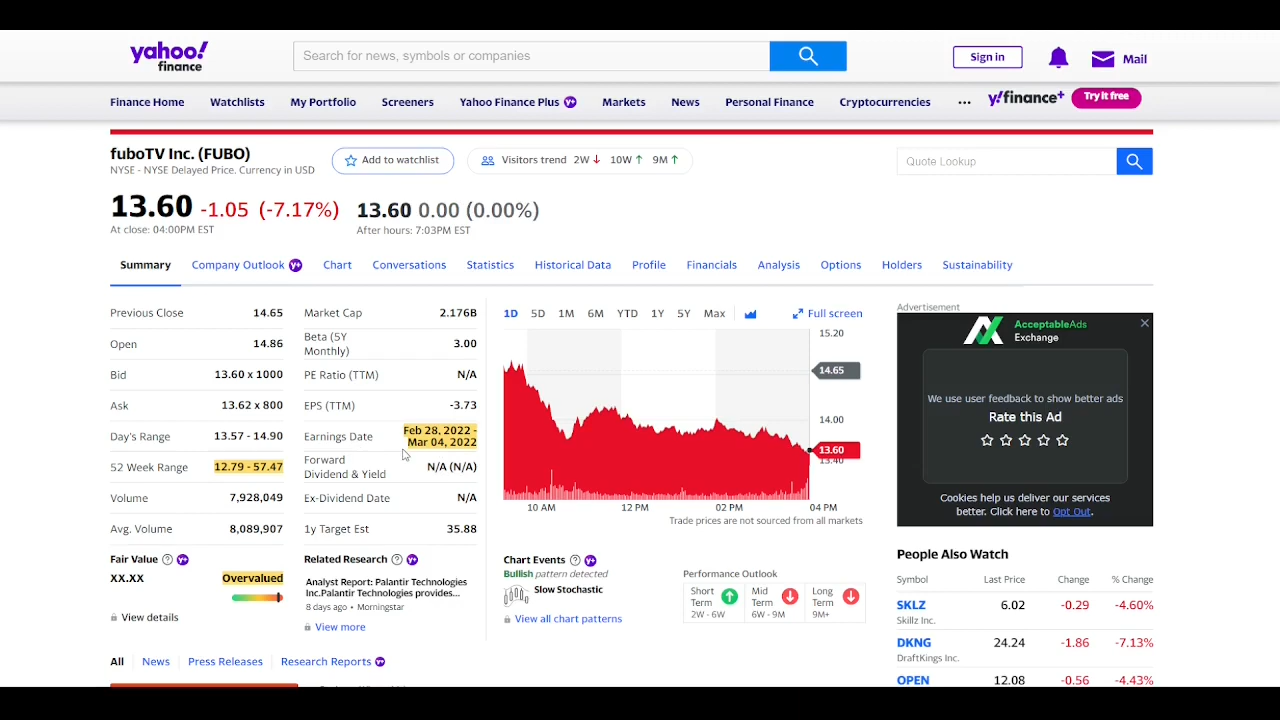 yahoo!
finance
Search for news, symbols or companies
Sign in
Mail
Finance Home Watchlists My Portfolio Screeners Yahoo Finance Plus Y+ Markets News Personal Finance Cryptocurrencies ... y!finance+ Try it free
fuboTV Inc. (FUBO)
NYSE - NYSE Delayed Price. Currency in USD
Add to watchlist
Visitors trend 2W↓ 10W↑ 9M↑
Quote Lookup
13.60 -1.05 (-7.17%)
At close: 04:00PM EST
13.60 0.00 (0.00%)
After hours: 7:03PM EST
Summary Company Outlook Y+ Chart Conversations Statistics Historical Data Profile Financials Analysis Options Holders Sustainability
Previous Close 14.65
Open 14.86
Bid 13.60 x 1000
Ask 13.62 x 800
Day's Range 13.57 - 14.90
52 Week Range 12.79 - 57.47
Volume 7,928,049
Avg. Volume 8,089,907
Market Cap 2.176B
Beta (5Y
Monthly) 3.00
PE Ratio (TTM) N/A
EPS (TTM) -3.73
Earnings Date Feb 28, 2022 -
Mar 04, 2022
Forward
Dividend & Yield N/A (N/A)
Ex-Dividend Date N/A
1y Target Est 35.88
Fair Value ? Y+
XX.XX Overvalued
View details
Related Research ? Y+
Analyst Report: Palantir Technologies
Inc.Palantir Technologies provides...
8 days ago • Morningstar
View more
1D 5D 1M 6M YTD 1Y 5Y Max Full screen
15.20
14.65
14.00
13.60
13.40
10 AM 12 PM 02 PM 04 PM
Trade prices are not sourced from all markets
Chart Events ? Y+
Bullish pattern detected
Slow Stochastic
View all chart patterns
Performance Outlook
Short
Term
2W - 6W
Mid
Term
6W - 9M
Long
Term
9M+
Advertisement
AcceptableAds
Exchange
We use user feedback to show better ads
Rate this Ad
Cookies help us deliver our services
better. Click here to Opt Out.
People Also Watch
Symbol Last Price Change % Change
SKLZ 6.02 -0.29 -4.60%
Skillz Inc.
DKNG 24.24 -1.86 -7.13%
DraftKings Inc.
OPEN 12.08 -0.56 -4.43%
All News Press Releases Research Reports Y+